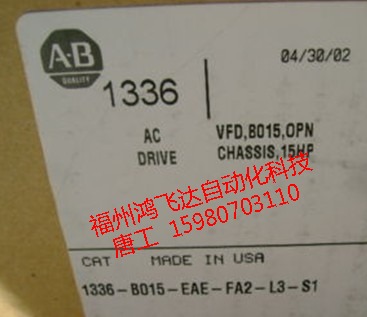 A-B
QUALITY
04/30/02
1336
AC DRIVE
VFD,B015,OPN
CHASSIS,15HP
福州鸿飞达自动化科技
唐工 15980703110
CAT MADE IN USA
1336-B015-EAE-FA2-L3-S1